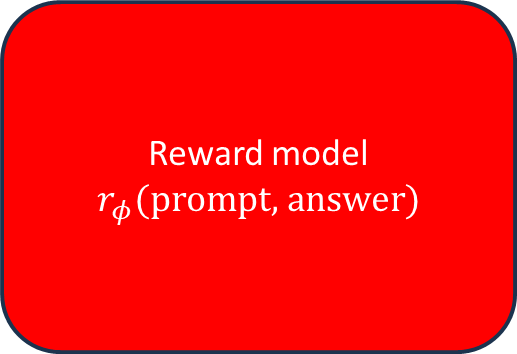 Reward model
𝑟𝜙(prompt, answer)